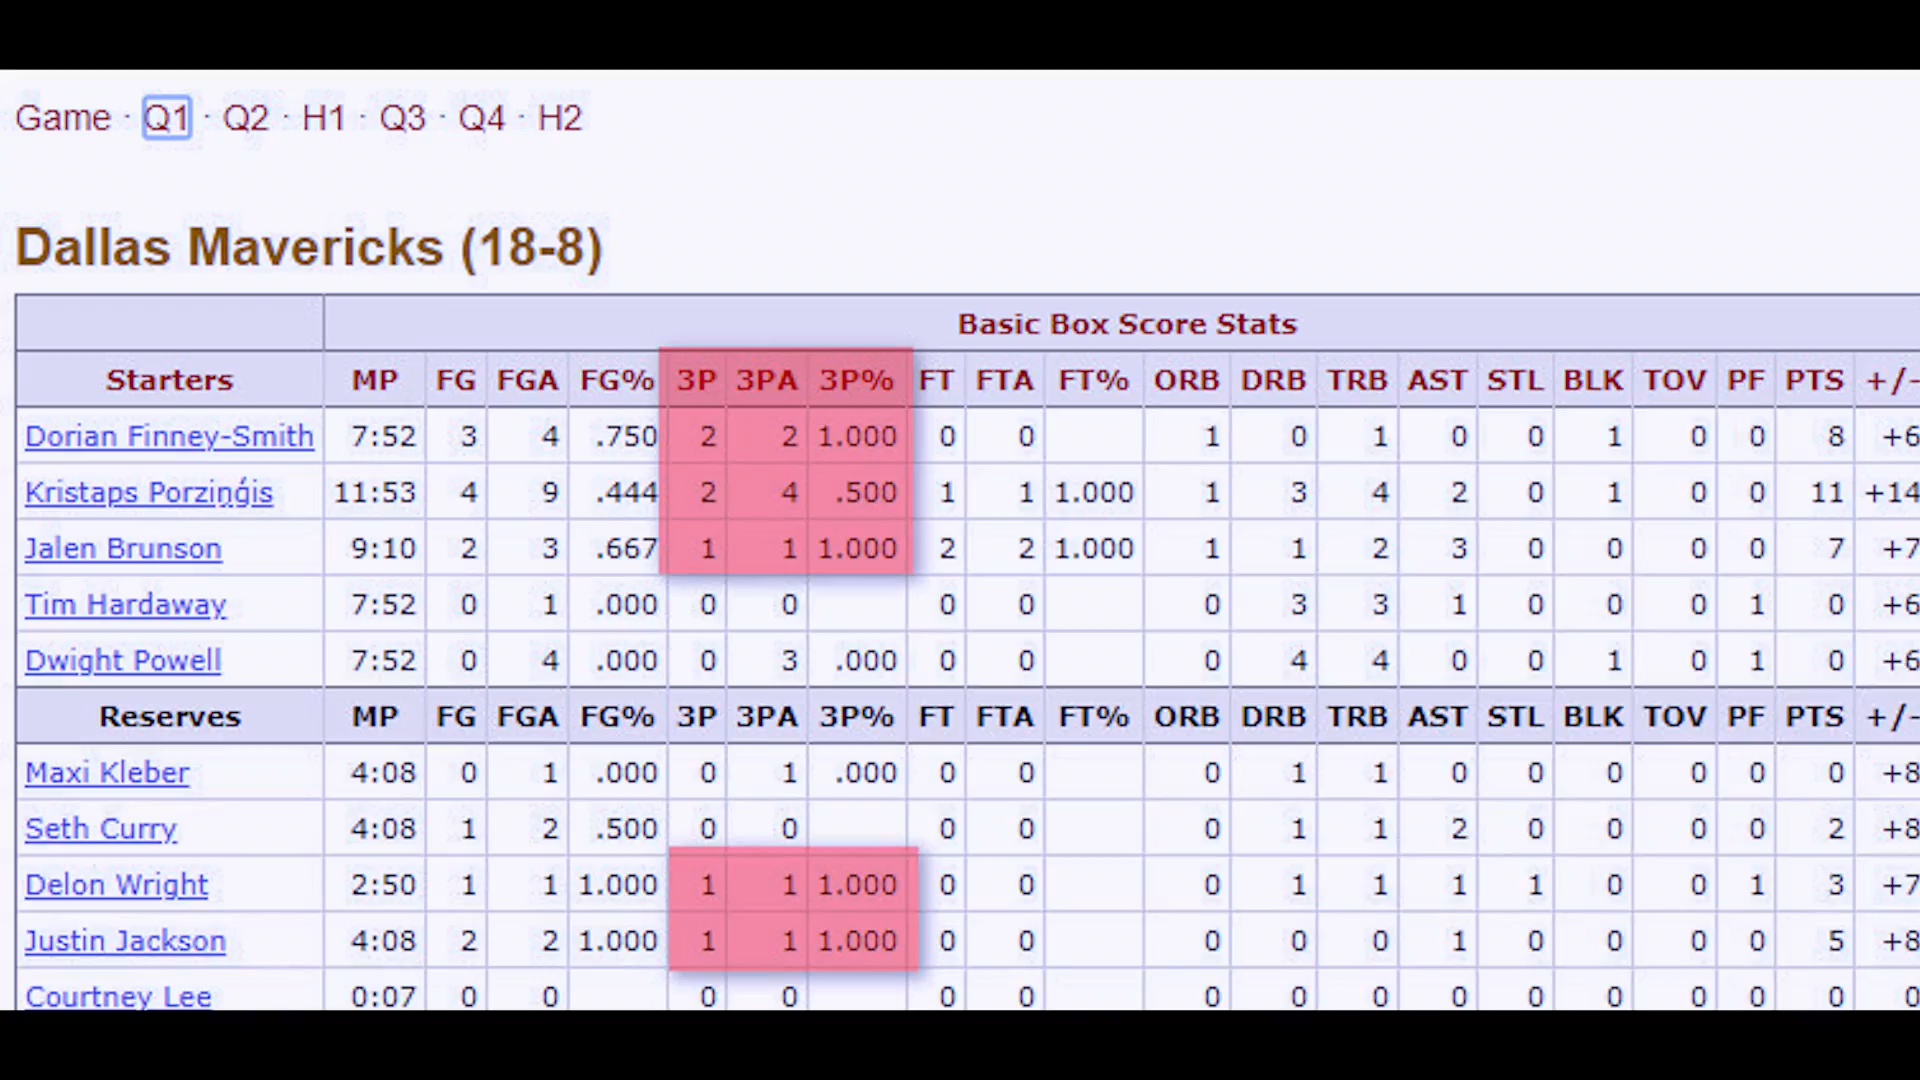 Game · Q1 · Q2 · H1 · Q3 · Q4 · H2
Dallas Mavericks (18-8)
Basic Box Score Stats
Starters MP FG FGA FG% 3P 3PA 3P% FT FTA FT% ORB DRB TRB AST STL BLK TOV PF PTS +/-
Dorian Finney-Smith 7:52 3 4 .750 2 2 1.000 0 0 1 0 1 0 0 1 0 0 8 +6
Kristaps Porziņģis 11:53 4 9 .444 2 4 .500 1 1 1.000 1 3 4 2 0 1 0 0 11 +14
Jalen Brunson 9:10 2 3 .667 1 1 1.000 2 2 1.000 1 1 2 3 0 0 0 0 7 +7
Tim Hardaway 7:52 0 1 .000 0 0 0 0 0 3 3 1 0 0 0 1 0 +6
Dwight Powell 7:52 0 4 .000 0 3 .000 0 0 0 4 4 0 0 1 0 1 0 +6
Reserves MP FG FGA FG% 3P 3PA 3P% FT FTA FT% ORB DRB TRB AST STL BLK TOV PF PTS +/-
Maxi Kleber 4:08 0 1 .000 0 1 .000 0 0 0 1 1 0 0 0 0 0 0 +8
Seth Curry 4:08 1 2 .500 0 0 0 0 0 1 1 2 0 0 0 0 2 +8
Delon Wright 2:50 1 1 1.000 1 1 1.000 0 0 0 1 1 1 1 0 0 1 3 +7
Justin Jackson 4:08 2 2 1.000 1 1 1.000 0 0 0 0 0 1 0 0 0 0 5 +8
Courtney Lee 0:07 0 0 0 0 0 0 0 0 0 0 0 0 0 0 0 0